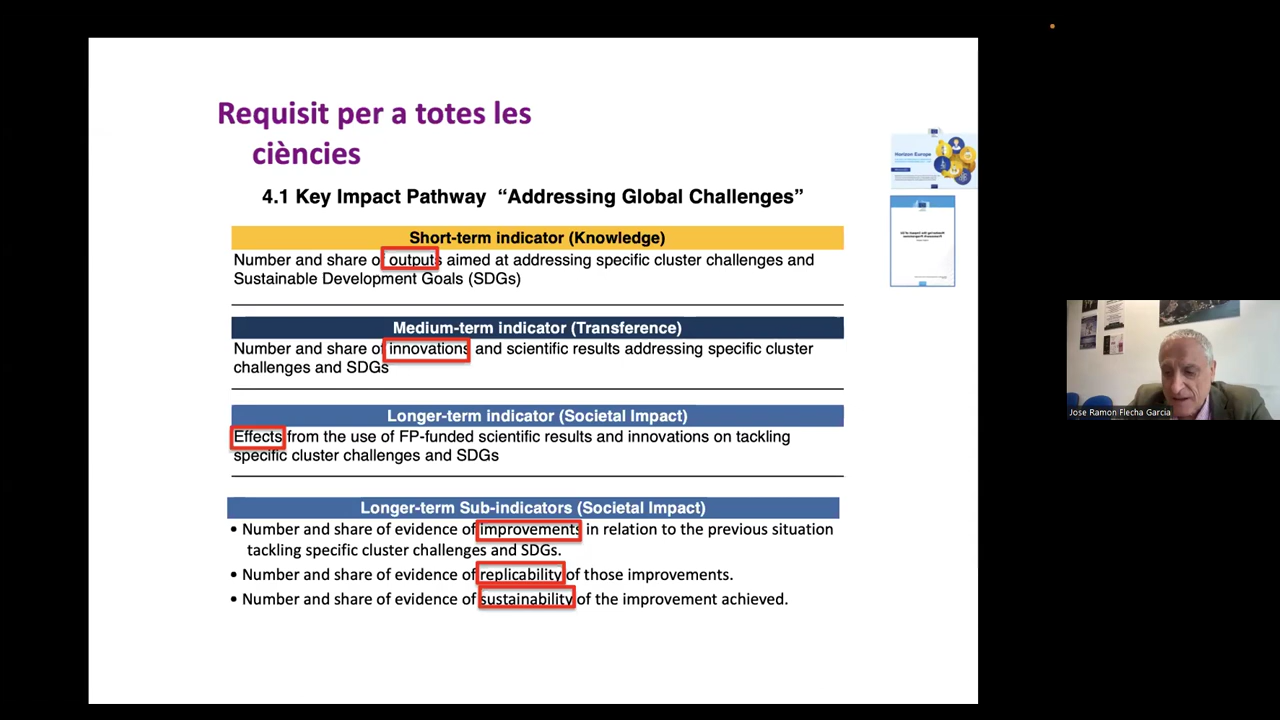 Requisit per a totes les
ciències
4.1 Key Impact Pathway “Addressing Global Challenges”
Short-term indicator (Knowledge)
Number and share of outputs aimed at addressing specific cluster challenges and
Sustainable Development Goals (SDGs)
Medium-term indicator (Transference)
Number and share of innovations and scientific results addressing specific cluster
challenges and SDGs
Longer-term indicator (Societal Impact)
Effects from the use of FP-funded scientific results and innovations on tackling
specific cluster challenges and SDGs
Longer-term Sub-indicators (Societal Impact)
• Number and share of evidence of improvements in relation to the previous situation
tackling specific cluster challenges and SDGs.
• Number and share of evidence of replicability of those improvements.
• Number and share of evidence of sustainability of the improvement achieved.
Horizon Europe
Jose Ramon Flecha Garcia